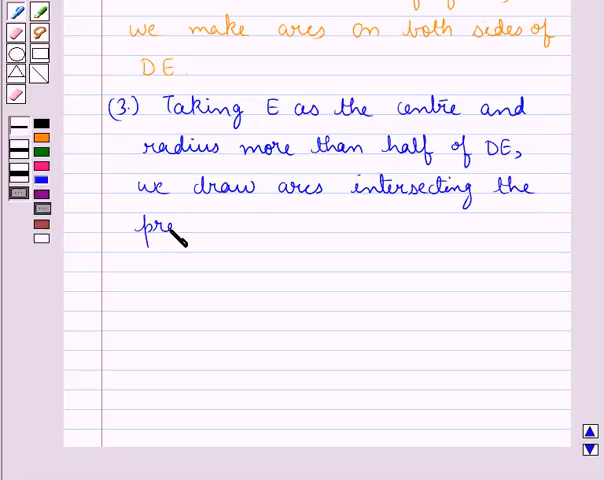 we make arcs on both sides of
DE.
(3.) Taking E as the centre and
radius more than half of DE,
we draw arcs intersecting the
pre